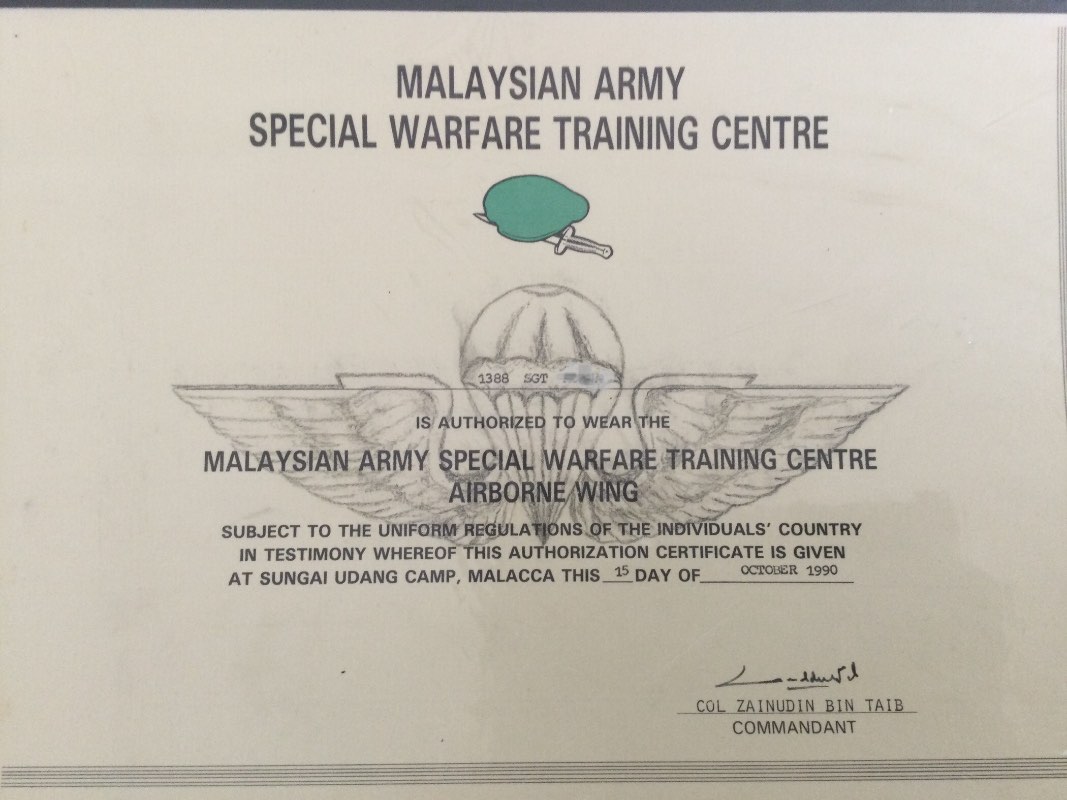 MALAYSIAN ARMY
SPECIAL WARFARE TRAINING CENTRE
1388 SGT
IS AUTHORIZED TO WEAR THE
MALAYSIAN ARMY SPECIAL WARFARE TRAINING CENTRE
AIRBORNE WING
SUBJECT TO THE UNIFORM REGULATIONS OF THE INDIVIDUALS' COUNTRY
IN TESTIMONY WHEREOF THIS AUTHORIZATION CERTIFICATE IS GIVEN
AT SUNGAI UDANG CAMP, MALACCA THIS 15 DAY OF OCTOBER 1990
COL ZAINUDIN BIN TAIB
COMMANDANT